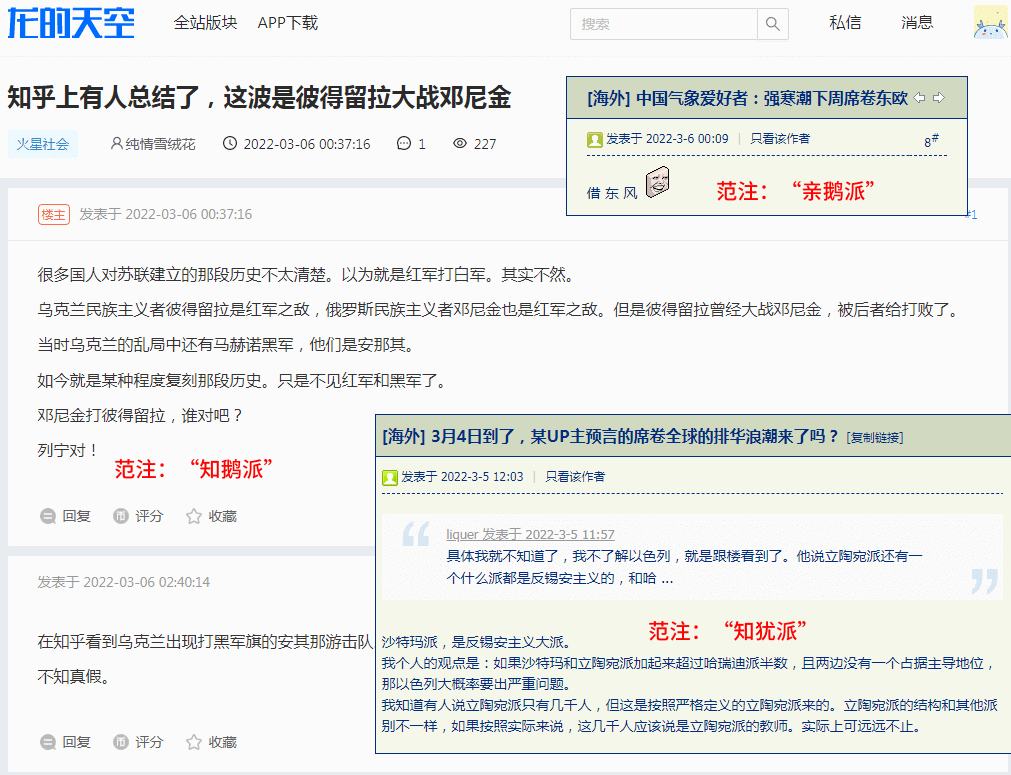 龙的天空
全站版块 APP下载
搜索
私信 消息
知乎上有人总结了，这波是彼得留拉大战邓尼金
火星社会 纯情雪绒花 2022-03-06 00:37:16 1 227
[海外] 中国气象爱好者：强寒潮下周席卷东欧
发表于 2022-3-6 00:09 | 只看该作者
8#
借 东 风
范注：“亲鹅派”
楼主 发表于 2022-03-06 00:37:16
#1
很多国人对苏联建立的那段历史不太清楚。以为就是红军打白军。其实不然。
乌克兰民族主义者彼得留拉是红军之敌，俄罗斯民族主义者邓尼金也是红军之敌。但是彼得留拉曾经大战邓尼金，被后者给打败了。
当时乌克兰的乱局中还有马赫诺黑军，他们是安那其。
如今就是某种程度复刻那段历史。只是不见红军和黑军了。
邓尼金打彼得留拉，谁对吧？
列宁对！
范注：“知鹅派”
回复 评分 收藏
[海外] 3月4日到了，某UP主预言的席卷全球的排华浪潮来了吗？ [复制链接]
发表于 2022-3-5 12:03 | 只看该作者
liquer 发表于 2022-3-5 11:57
具体我就不知道了，我不了解以色列，就是跟楼看到了。他说立陶宛派还有一
个什么派都是反锡安主义的，和哈 ...
范注：“知犹派”
沙特玛派，是反锡安主义大派。
我个人的观点是：如果沙特玛和立陶宛派加起来超过哈瑞迪派半数，且两边没有一个占据主导地位，
那以色列大概率要出严重问题。
我知道有人说立陶宛派只有几千人，但这是按照严格定义的立陶宛派来的。立陶宛派的结构和其他派
别不一样，如果按照实际来说，这几千人应该说是立陶宛派的教师。实际上可远远不止。
发表于 2022-03-06 02:40:14
在知乎看到乌克兰出现打黑军旗的安其那游击队
不知真假。
回复 评分 收藏